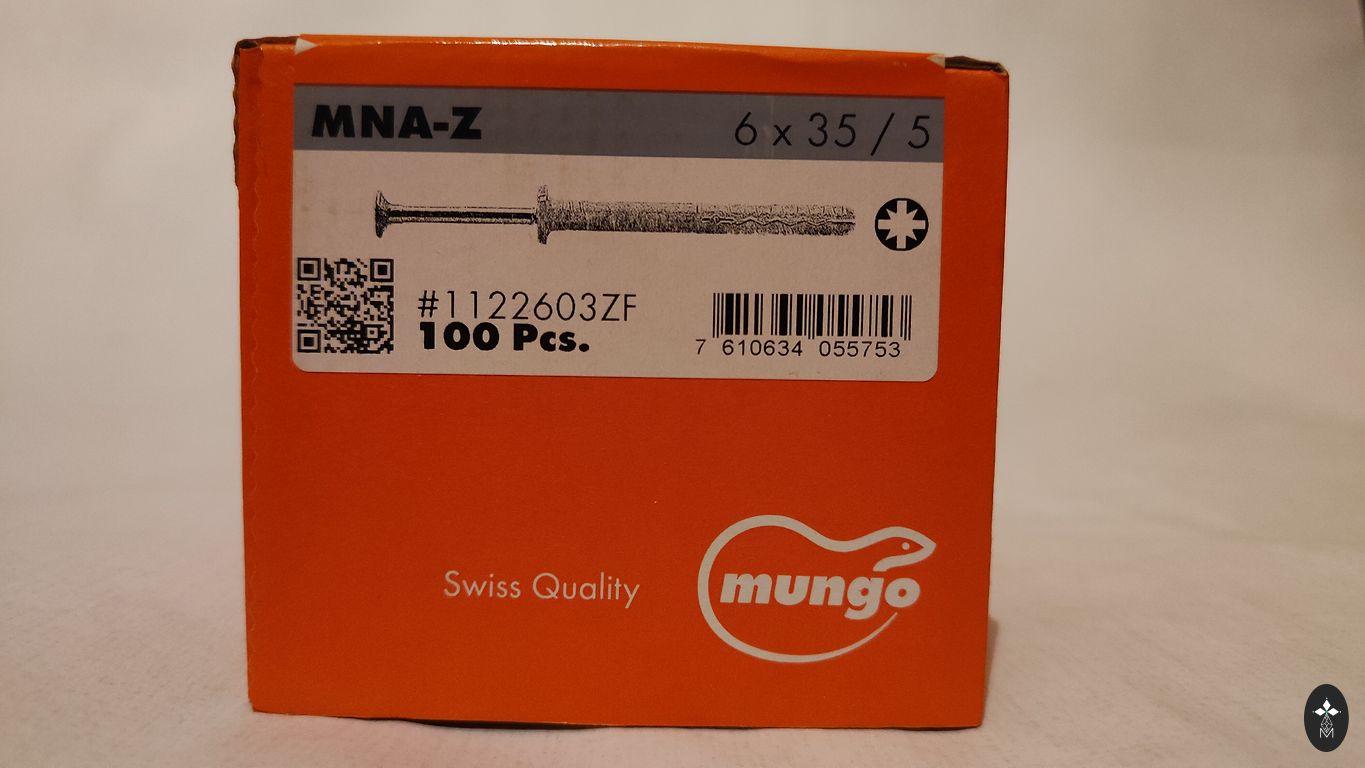 MNA-Z 6 x 35 / 5
#1122603ZF
100 Pcs.
7 610634 055753
Swiss Quality
mungo
M